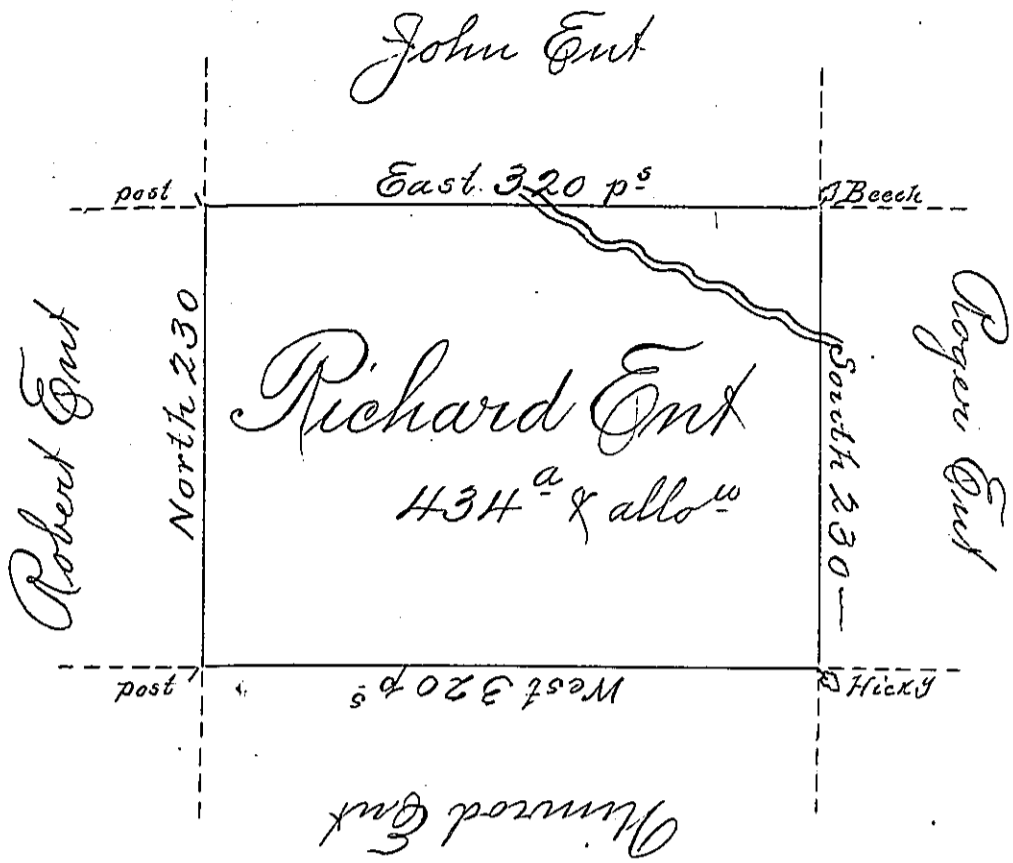 John Ent
East. 320 pˢ
post
Beech
Robert Ent
North 230
Richard Ent
434ᵃ & alloʷ
South 230—
Roger Ent
post
West 320 pˢ
Hicky
Nimrod Ent